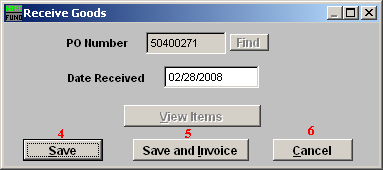 FUND
Receive Goods
PO Number 50400271 Find
Date Received 02/28/2008
View Items
4 5 6
Save Save and Invoice Cancel